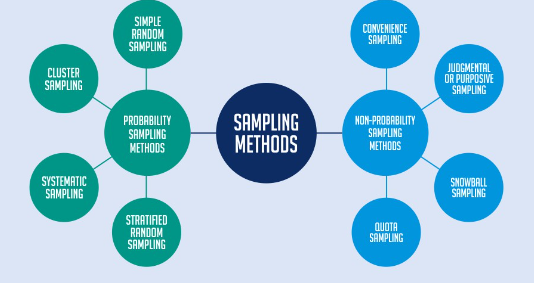 SIMPLE
RANDOM
SAMPLING
CLUSTER
SAMPLING
PROBABILITY
SAMPLING
METHODS
SYSTEMATIC
SAMPLING
STRATIFIED
RANDOM
SAMPLING
SAMPLING
METHODS
CONVENIENCE
SAMPLING
JUDGMENTAL
OR PURPOSIVE
SAMPLING
NON-PROBABILITY
SAMPLING
METHODS
SNOWBALL
SAMPLING
QUOTA
SAMPLING